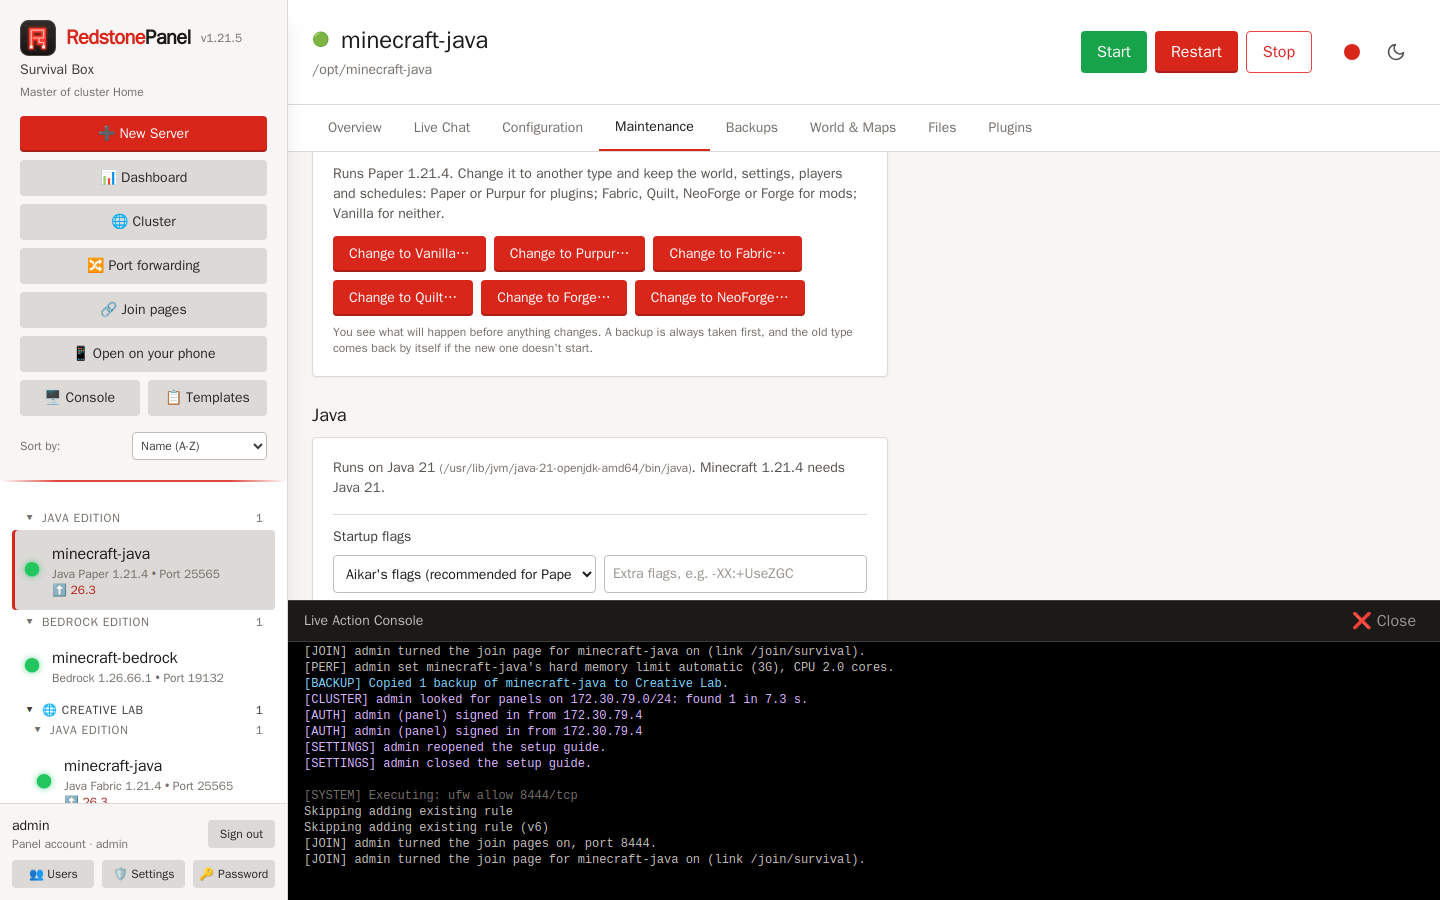 RedstonePanel v1.21.5
Survival Box
Master of cluster Home
➕ New Server
📊 Dashboard
🌐 Cluster
🔀 Port forwarding
🔗 Join pages
📱 Open on your phone
🖥️ Console
📋 Templates
Sort by:
Name (A-Z)
▼ JAVA EDITION 1
minecraft-java
Java Paper 1.21.4 • Port 25565
⬆️ 26.3
▼ BEDROCK EDITION 1
minecraft-bedrock
Bedrock 1.26.66.1 • Port 19132
▼ 🌐 CREATIVE LAB 1
▼ JAVA EDITION 1
minecraft-java
Java Fabric 1.21.4 • Port 25565
⬆️ 26.3
admin
Panel account · admin
Sign out
👥 Users
🛡️ Settings
🔑 Password
minecraft-java
/opt/minecraft-java
Start
Restart
Stop
Overview
Live Chat
Configuration
Maintenance
Backups
World & Maps
Files
Plugins
Runs Paper 1.21.4. Change it to another type and keep the world, settings, players
and schedules: Paper or Purpur for plugins; Fabric, Quilt, NeoForge or Forge for mods;
Vanilla for neither.
Change to Vanilla…
Change to Purpur…
Change to Fabric…
Change to Quilt…
Change to Forge…
Change to NeoForge…
You see what will happen before anything changes. A backup is always taken first, and the old type
comes back by itself if the new one doesn't start.
Java
Runs on Java 21 (/usr/lib/jvm/java-21-openjdk-amd64/bin/java). Minecraft 1.21.4 needs
Java 21.
Startup flags
Aikar's flags (recommended for Pape
Extra flags, e.g. -XX:+UseZGC
Live Action Console
❌ Close
[JOIN] admin turned the join page for minecraft-java on (link /join/survival).
[PERF] admin set minecraft-java's hard memory limit automatic (3G), CPU 2.0 cores.
[BACKUP] Copied 1 backup of minecraft-java to Creative Lab.
[CLUSTER] admin looked for panels on 172.30.79.0/24: found 1 in 7.3 s.
[AUTH] admin (panel) signed in from 172.30.79.4
[AUTH] admin (panel) signed in from 172.30.79.4
[SETTINGS] admin reopened the setup guide.
[SETTINGS] admin closed the setup guide.
[SYSTEM] Executing: ufw allow 8444/tcp
Skipping adding existing rule
Skipping adding existing rule (v6)
[JOIN] admin turned the join pages on, port 8444.
[JOIN] admin turned the join page for minecraft-java on (link /join/survival).